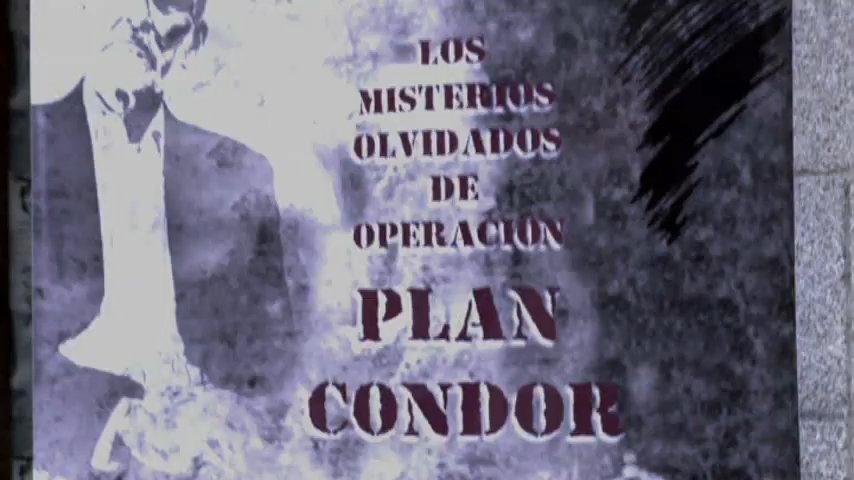 LOS
MISTERIOS
OLVIDADOS
DE
OPERACIÓN
PLAN
CONDOR